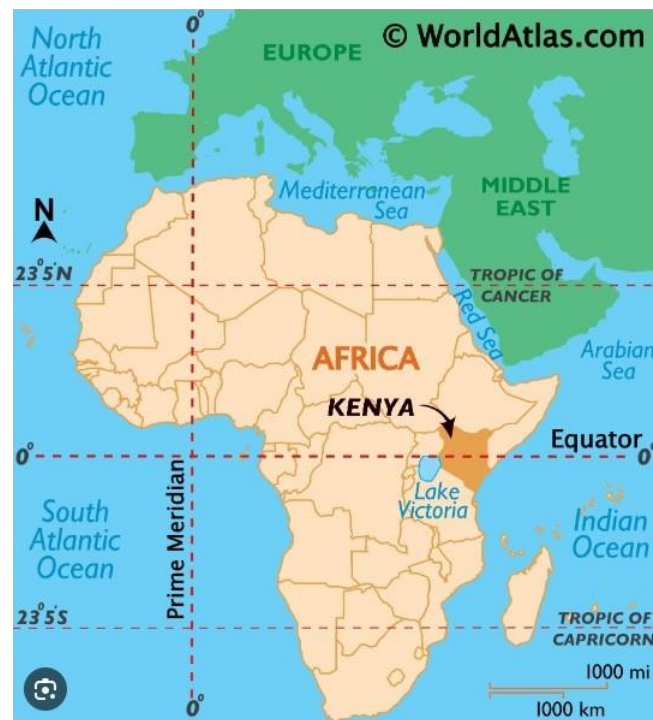 0°
© WorldAtlas.com
North
Atlantic
Ocean
EUROPE
Mediterranean
Sea
MIDDLE
EAST
N
23°5'N
TROPIC OF
CANCER
Red Sea
Arabian
Sea
AFRICA
KENYA
Equator
0°
0°
Lake
Victoria
South
Atlantic
Ocean
Prime Meridian
Indian
Ocean
23°5'S
TROPIC OF
CAPRICORN
1000 mi
1000 km
0°